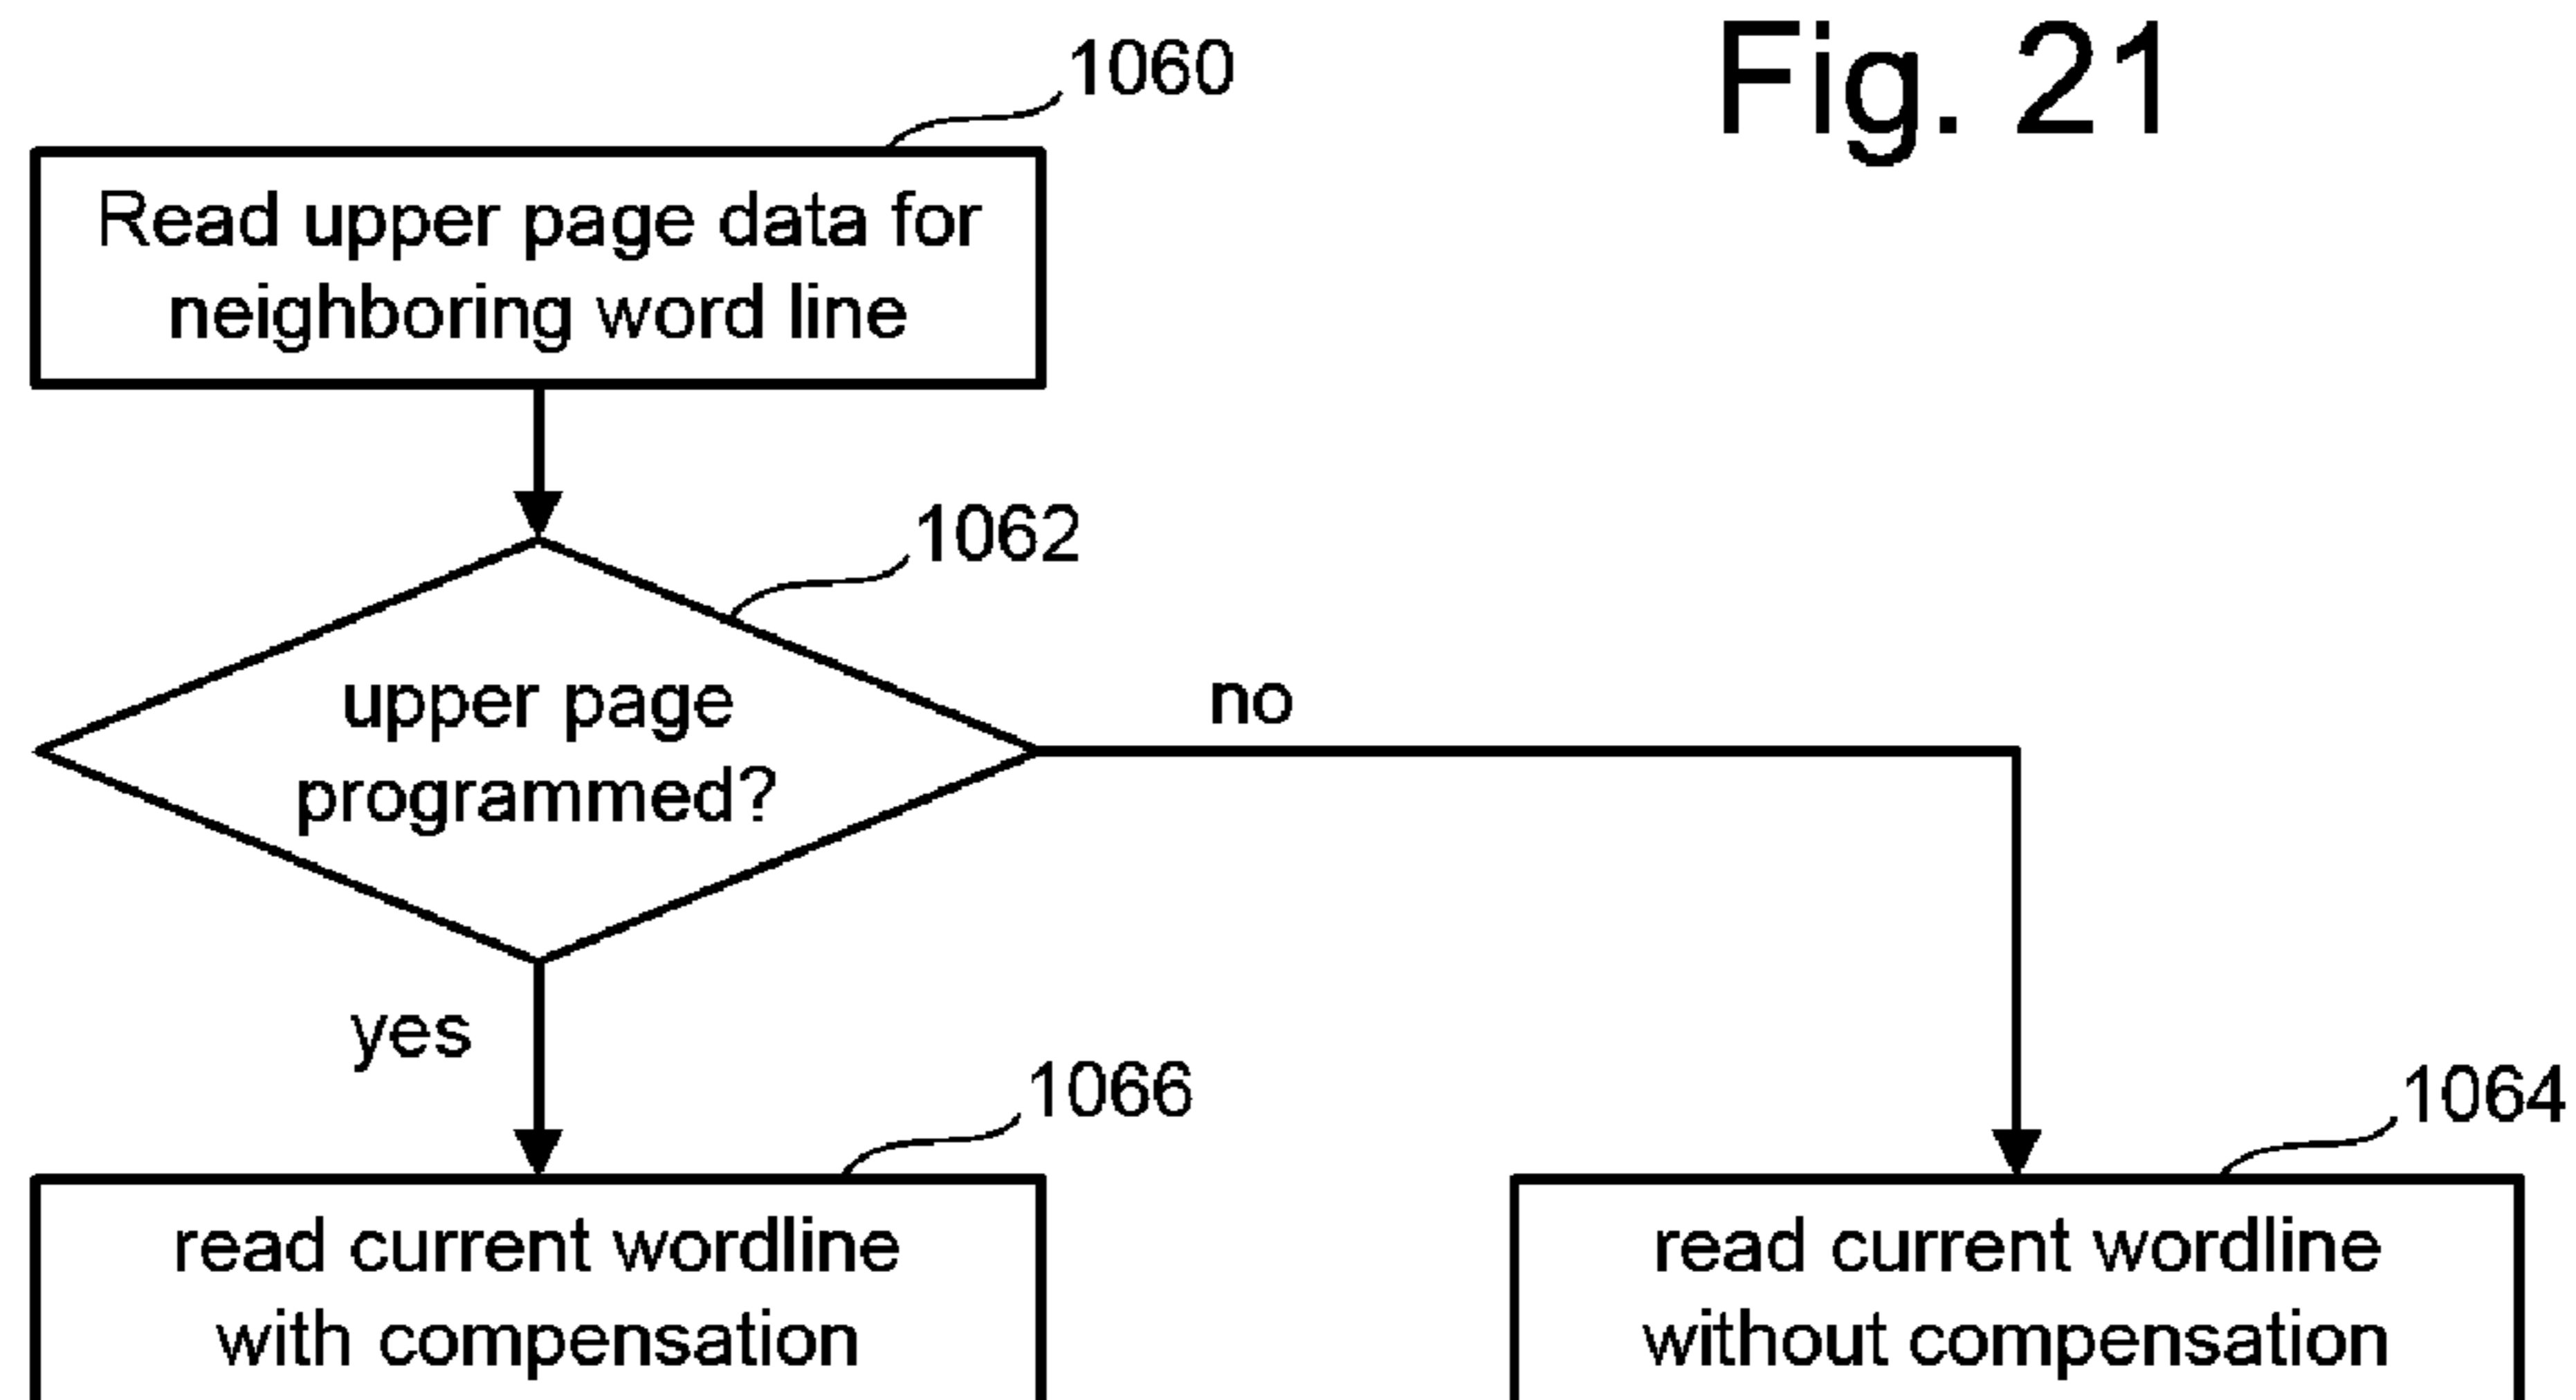 Fig. 21
1060
Read upper page data for
neighboring word line
1062
upper page
programmed?
no
yes
1066
read current wordline
with compensation
1064
read current wordline
without compensation